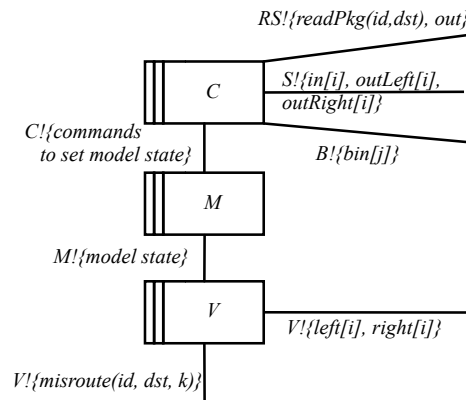 RS!{readPkg(id,dst), out}
C
S!{in[i], outLeft[i],
outRight[i]}
C!{commands
to set model state}
B!{bin[j]}
M
M!{model state}
V
V!{left[i], right[i]}
V!{misroute(id, dst, k)}